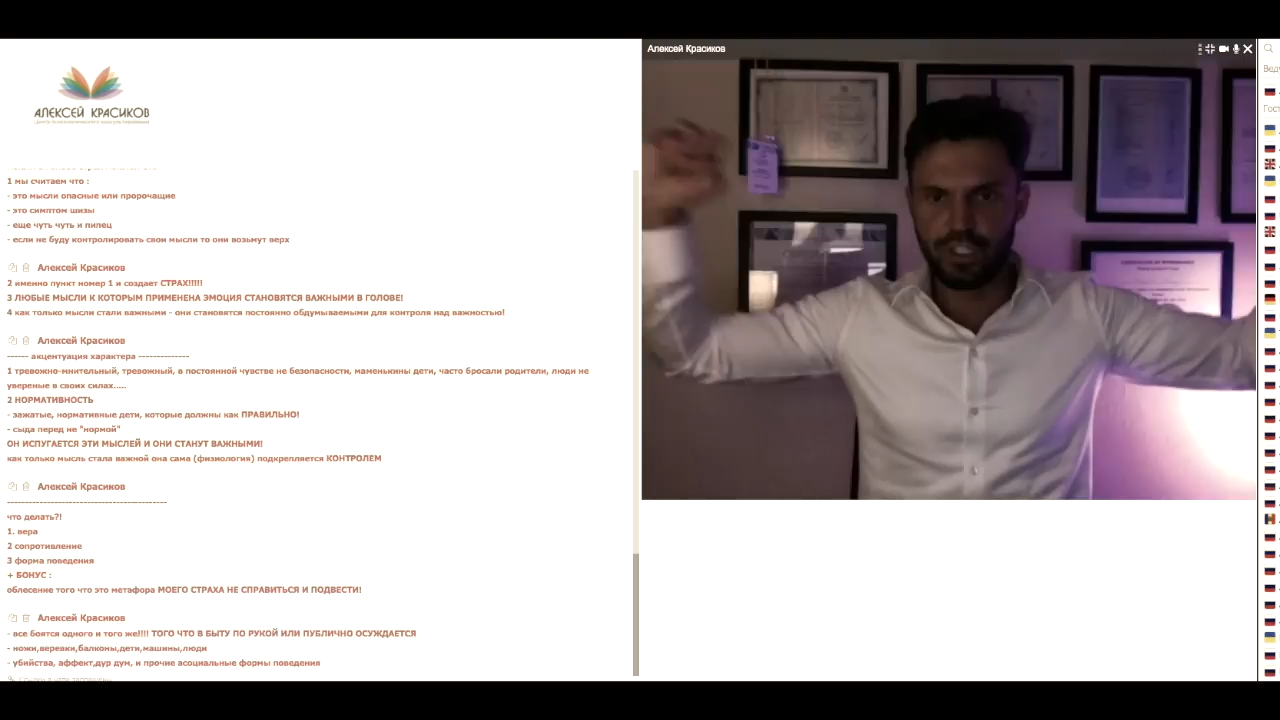 АЛЕКСЕЙ КРАСИКОВ
1 мы считаем что :
- это мысли опасные или пророчащие
- это симптом шизы
- еще чуть чуть и пипец
- если не буду контролировать свои мысли то они возьмут верх
Алексей Красиков
2 именно пункт номер 1 и создает СТРАХ!!!!!
3 ЛЮБЫЕ МЫСЛИ К КОТОРЫМ ПРИМЕНЕНА ЭМОЦИЯ СТАНОВЯТСЯ ВАЖНЫМИ В ГОЛОВЕ!
4 как только мысли стали важными - они становятся постоянно обдумываемыми для контроля над важностью!
Алексей Красиков
------ акцентуация характера --------------
1 тревожно-мнительный, тревожный, в постоянной чувстве не безопасности, маменькины дети, часто бросали родители, люди не
увереные в своих силах.....
2 НОРМАТИВНОСТЬ
- зажатые, нормативные дети, которые должны как ПРАВИЛЬНО!
- сыда перед не "нормой"
ОН ИСПУГАЕТСЯ ЭТИ МЫСЛЕЙ И ОНИ СТАНУТ ВАЖНЫМИ!
как только мысль стала важной она сама (физиология) подкрепляется КОНТРОЛЕМ
Алексей Красиков
-------------------------------------------
что делать?!
1. вера
2 сопротивление
3 форма поведения
+ БОНУС :
облесение того что это метафора МОЕГО СТРАХА НЕ СПРАВИТЬСЯ И ПОДВЕСТИ!
Алексей Красиков
- все боятся одного и того же!!!! ТОГО ЧТО В БЫТУ ПО РУКОЙ ИЛИ ПУБЛИЧНО ОСУЖДАЕТСЯ
- ножи,веревки,балконы,дети,машины,люди
- убийства, аффект,дур дум, и прочие асоциальные формы поведения
Алексей Красиков
Вед
Гост